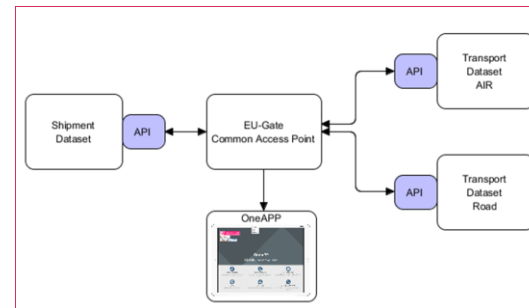 Shipment
Dataset
API
EU-Gate
Common Access Point
API
Transport
Dataset
AIR
API
Transport
Dataset
Road
OneAPP